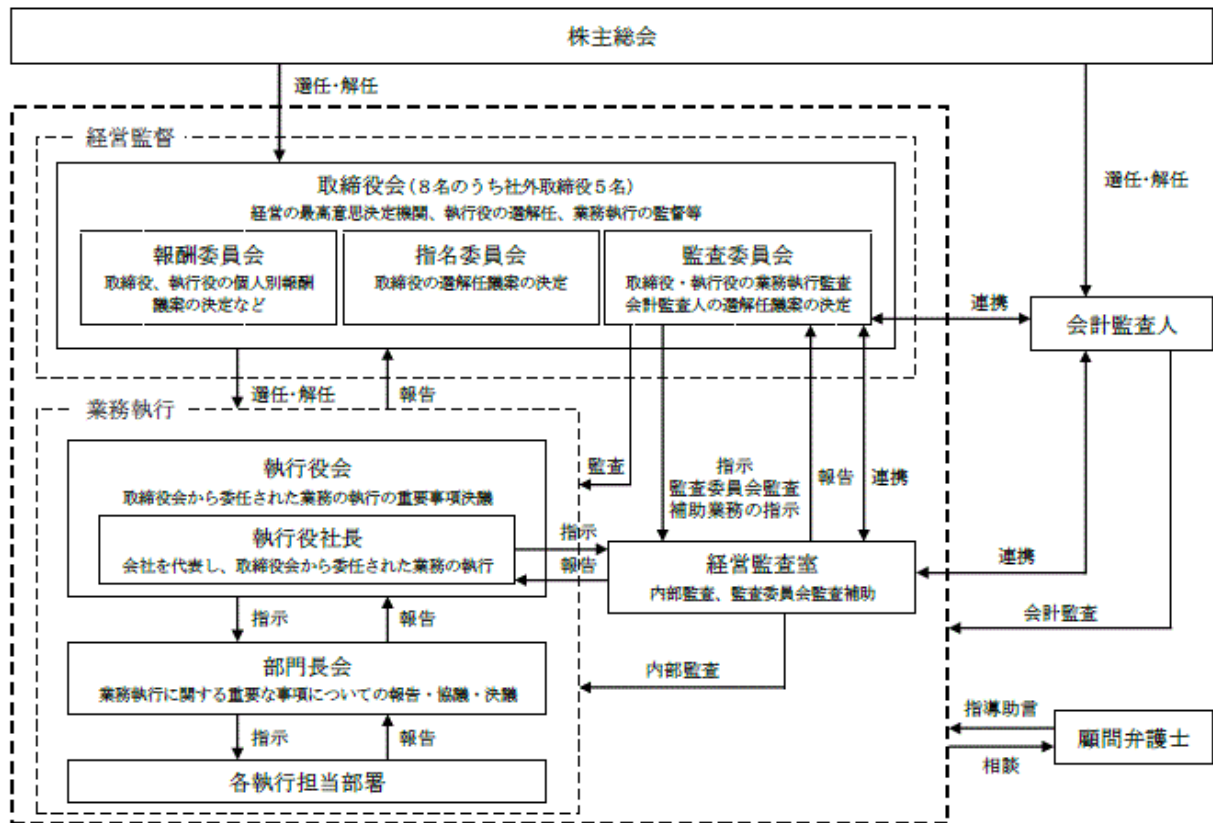 株主総会
選任・解任
選任・解任
経営監督
取締役会(8名のうち社外取締役5名)
経営の最高意思決定機関、執行役の選解任、業務執行の監督等
報酬委員会
取締役、執行役の個人別報酬
議案の決定など
指名委員会
取締役の選解任議案の決定
監査委員会
取締役・執行役の業務執行監査
会計監査人の選解任議案の決定
連携
会計監査人
選任・解任
報告
業務執行
執行役会
取締役会から委任された業務の執行の重要事項決議
執行役社長
会社を代表し、取締役会から委任された業務の執行
監査
指示
監査委員会監査
補助業務の指示
報告
連携
指示
報告
経営監査室
内部監査、監査委員会監査補助
連携
会計監査
指示
報告
部門長会
業務執行に関する重要な事項についての報告・協議・決議
内部監査
指示
報告
各執行担当部署
指導助言
相談
顧問弁護士